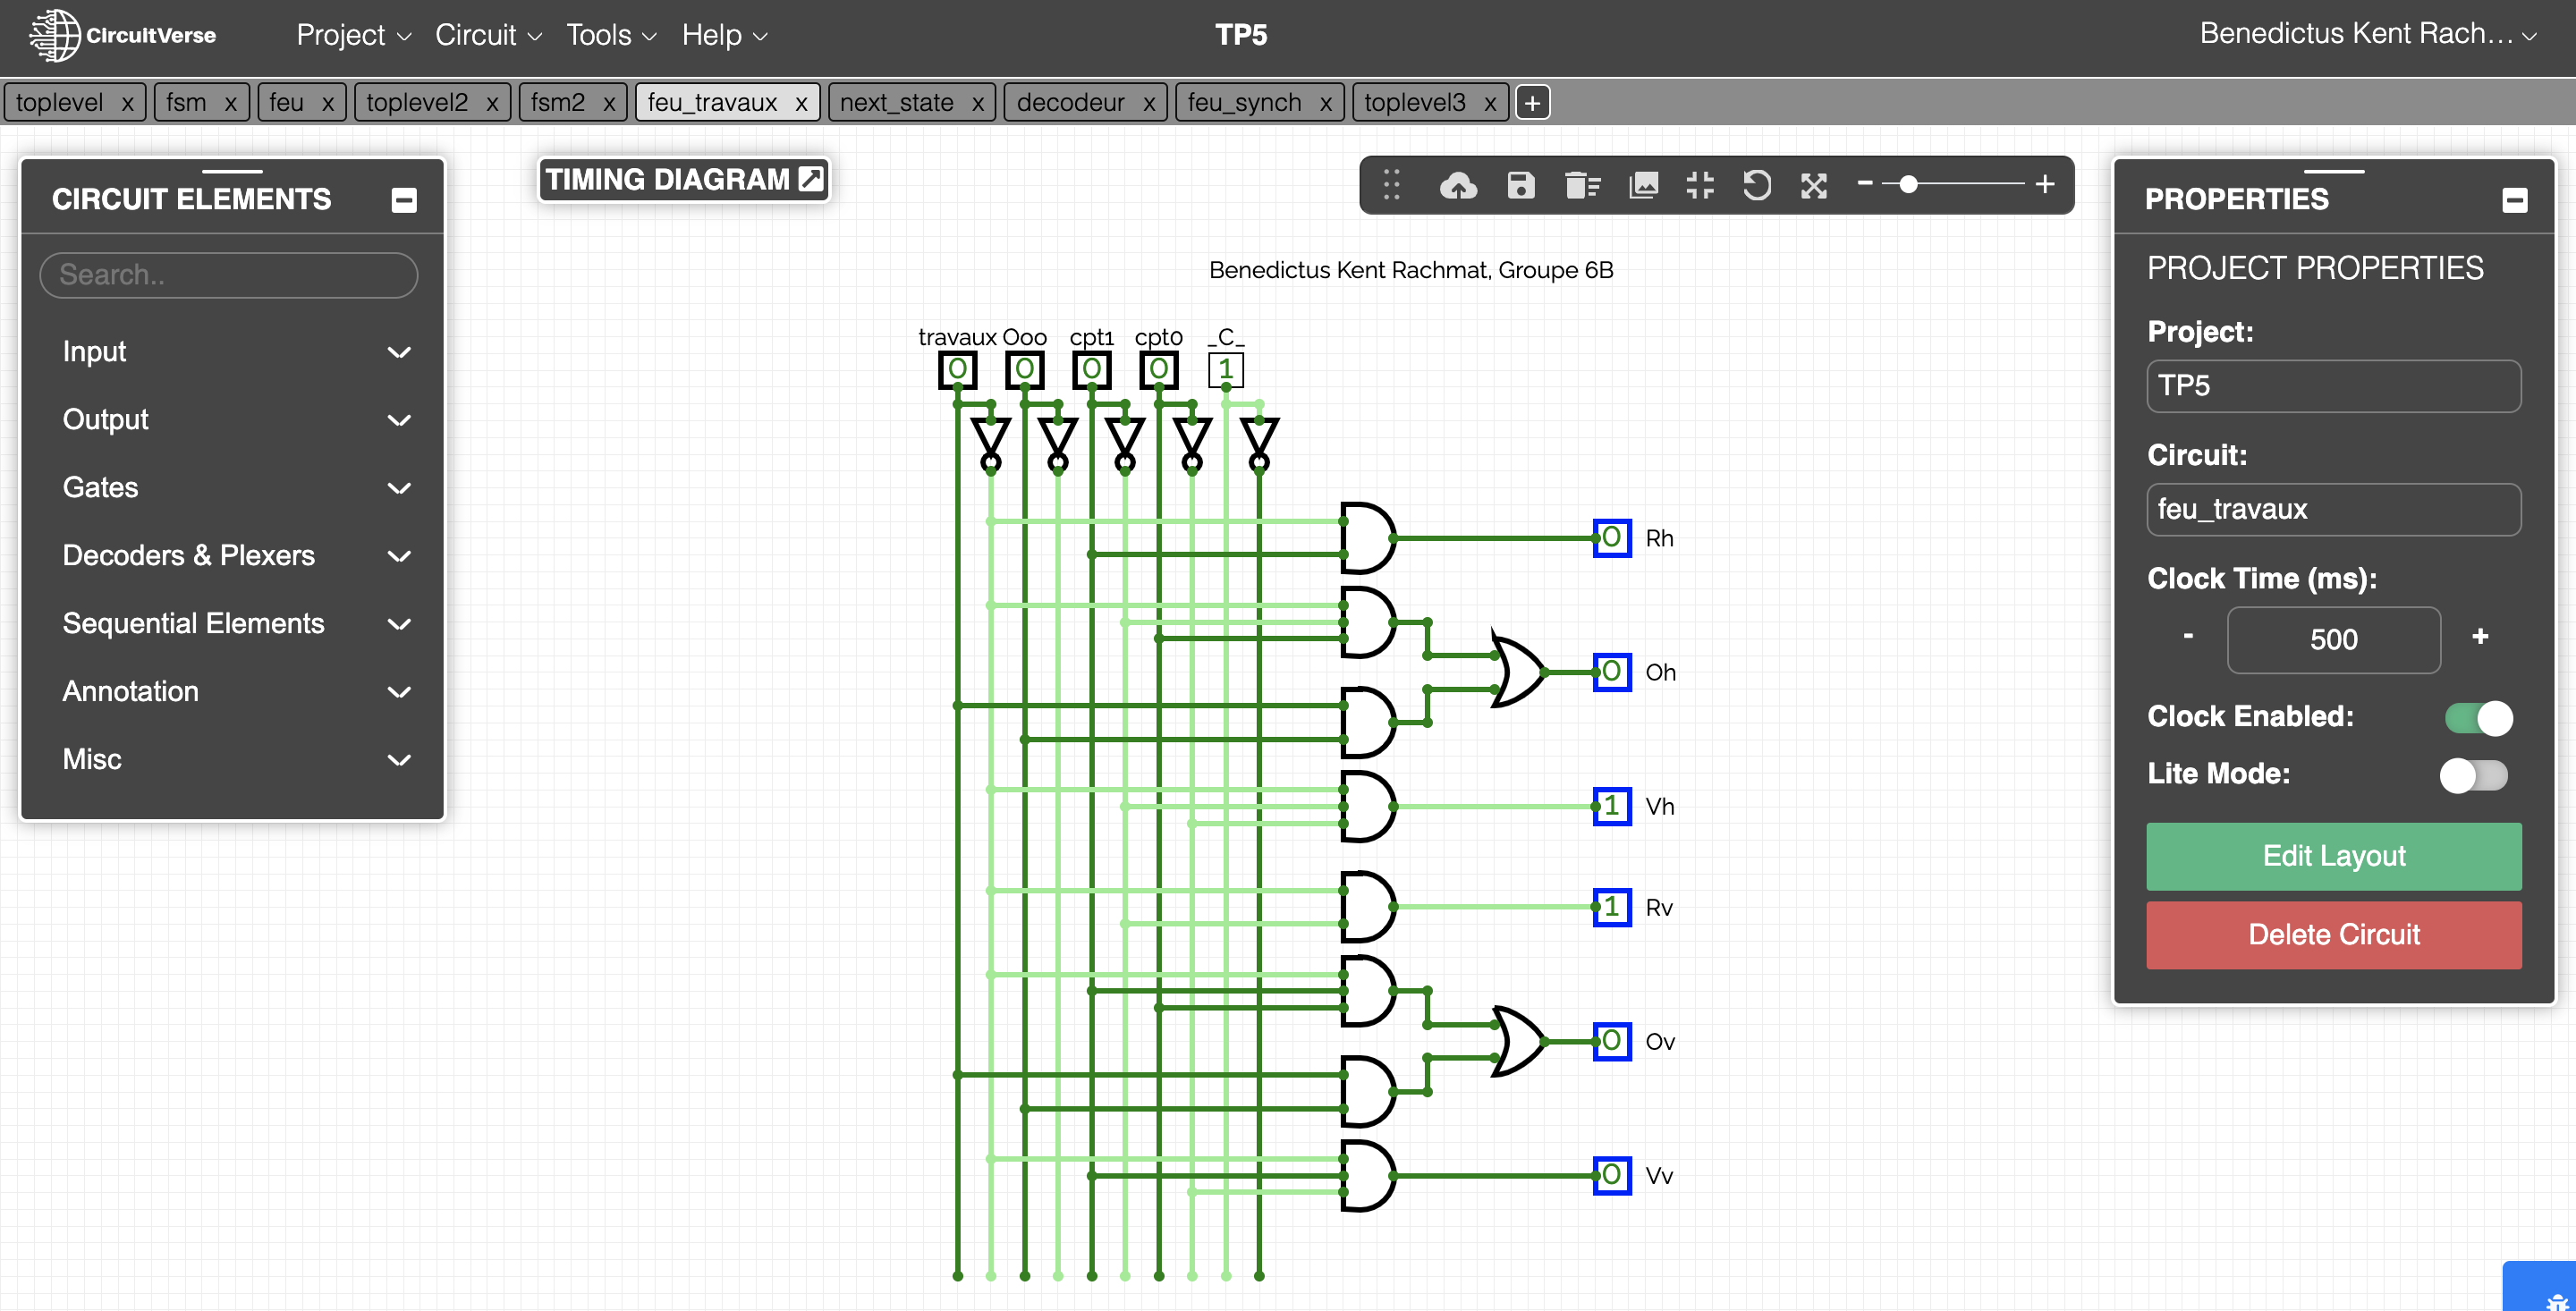 CircuitVerse
Project Circuit Tools Help
TP5
Benedictus Kent Rach...
toplevel x fsm x feu x toplevel2 x fsm2 x feu_travaux x next_state x decodeur x feu_synch x toplevel3 x +
CIRCUIT ELEMENTS
Search..
Input
Output
Gates
Decoders & Plexers
Sequential Elements
Annotation
Misc
TIMING DIAGRAM
- +
Benedictus Kent Rachmat, Groupe 6B
travaux Ooo cpt1 cpt0 _C_
0 0 0 0 1
0 Rh
0 Oh
1 Vh
1 Rv
0 Ov
0 Vv
PROPERTIES
PROJECT PROPERTIES
Project:
TP5
Circuit:
feu_travaux
Clock Time (ms):
- 500 +
Clock Enabled:
Lite Mode:
Edit Layout
Delete Circuit